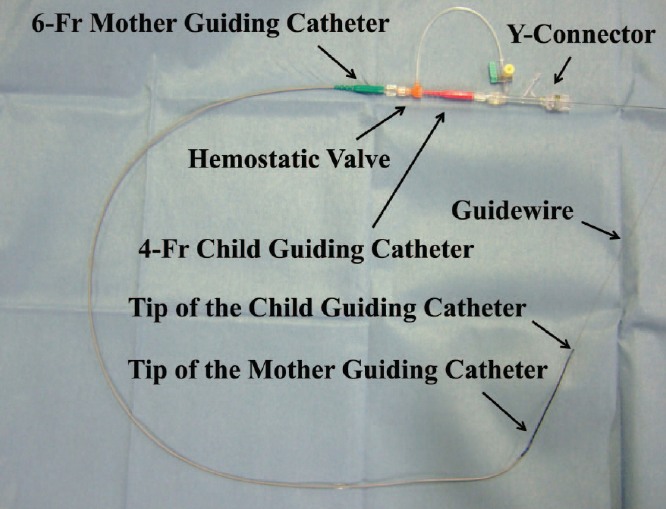 6-Fr Mother Guiding Catheter
Y-Connector
Hemostatic Valve
Guidewire
4-Fr Child Guiding Catheter
Tip of the Child Guiding Catheter
Tip of the Mother Guiding Catheter